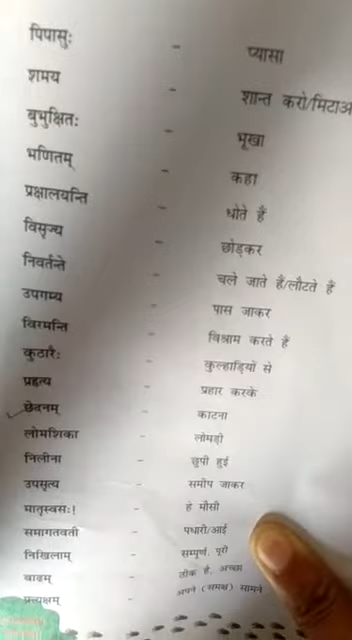 पिपासुः - प्यासा
शमय - शान्त करो/मिटाओ
बुभुक्षितः - भूखा
भणितम् - कहा
प्रक्षालयन्ति - धोते हैं
विसृज्य - छोड़कर
निवर्तन्ते - चले जाते हैं/लौटते हैं
उपगम्य - पास जाकर
विरमन्ति - विश्राम करते हैं
कुठारैः - कुल्हाड़ियों से
प्रहृत्य - प्रहार करके
छेदनम् - काटना
लोमशिका - लोमड़ी
निलीना - छुपी हुई
उपसृत्य - समीप जाकर
मातृस्वसः! - हे मौसी
समागतवती - पधारी/आई
निखिलाम् - सम्पूर्ण, पूरी
बाढम् - ठीक है, अच्छा
प्रत्यक्षम् - अपने (समक्ष) सामने